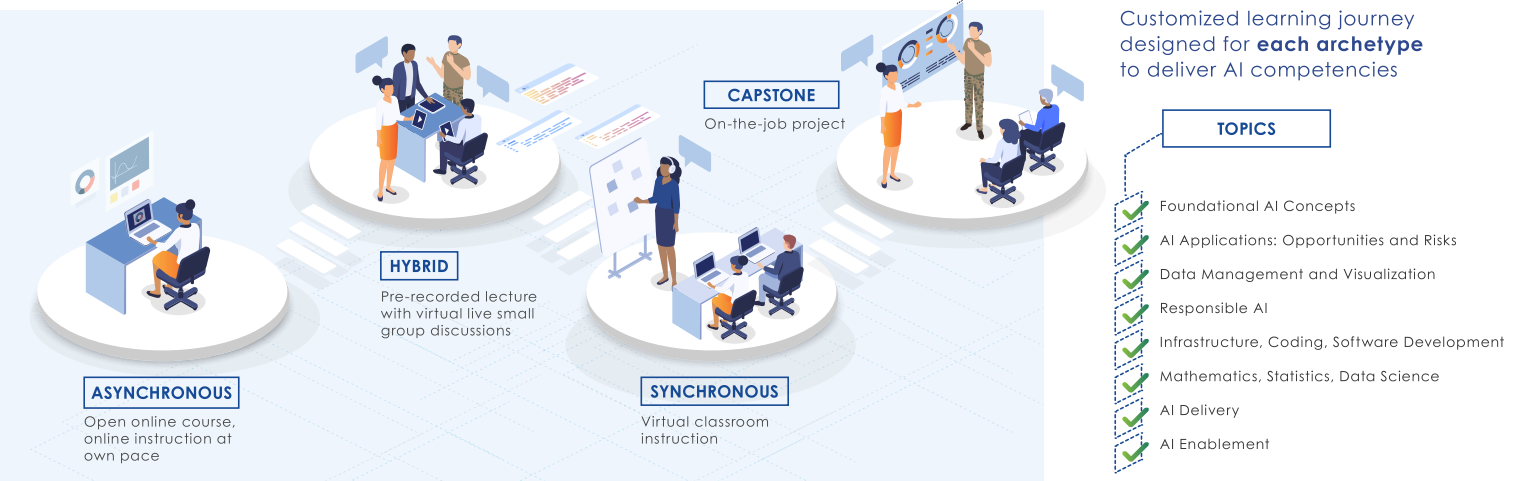 Customized learning journey
designed for each archetype
to deliver AI competencies
CAPSTONE
On-the-job project
TOPICS
Foundational AI Concepts
AI Applications: Opportunities and Risks
Data Management and Visualization
Responsible AI
Infrastructure, Coding, Software Development
Mathematics, Statistics, Data Science
AI Delivery
AI Enablement
HYBRID
Pre-recorded lecture
with virtual live small
group discussions
ASYNCHRONOUS
Open online course,
online instruction at
own pace
SYNCHRONOUS
Virtual classroom
instruction